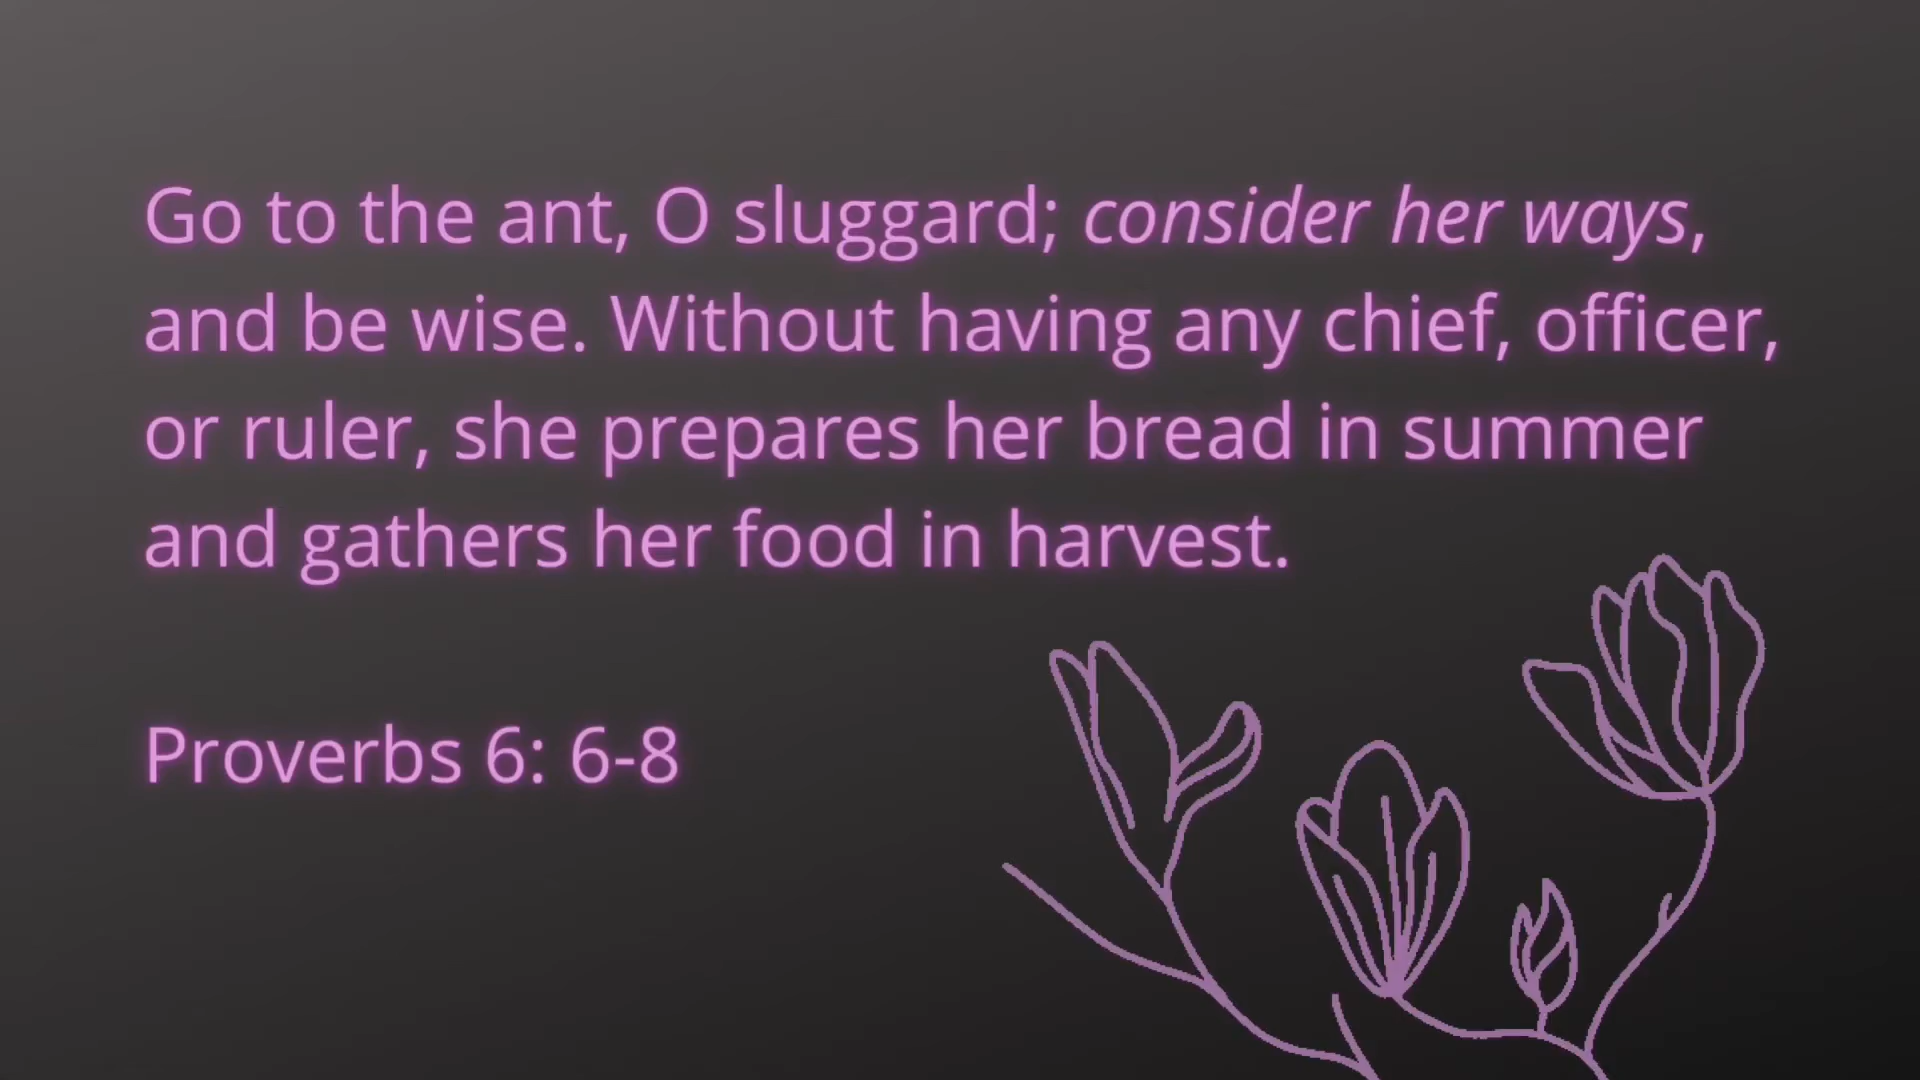 Go to the ant, O sluggard; consider her ways,
and be wise. Without having any chief, officer,
or ruler, she prepares her bread in summer
and gathers her food in harvest.
Proverbs 6: 6-8